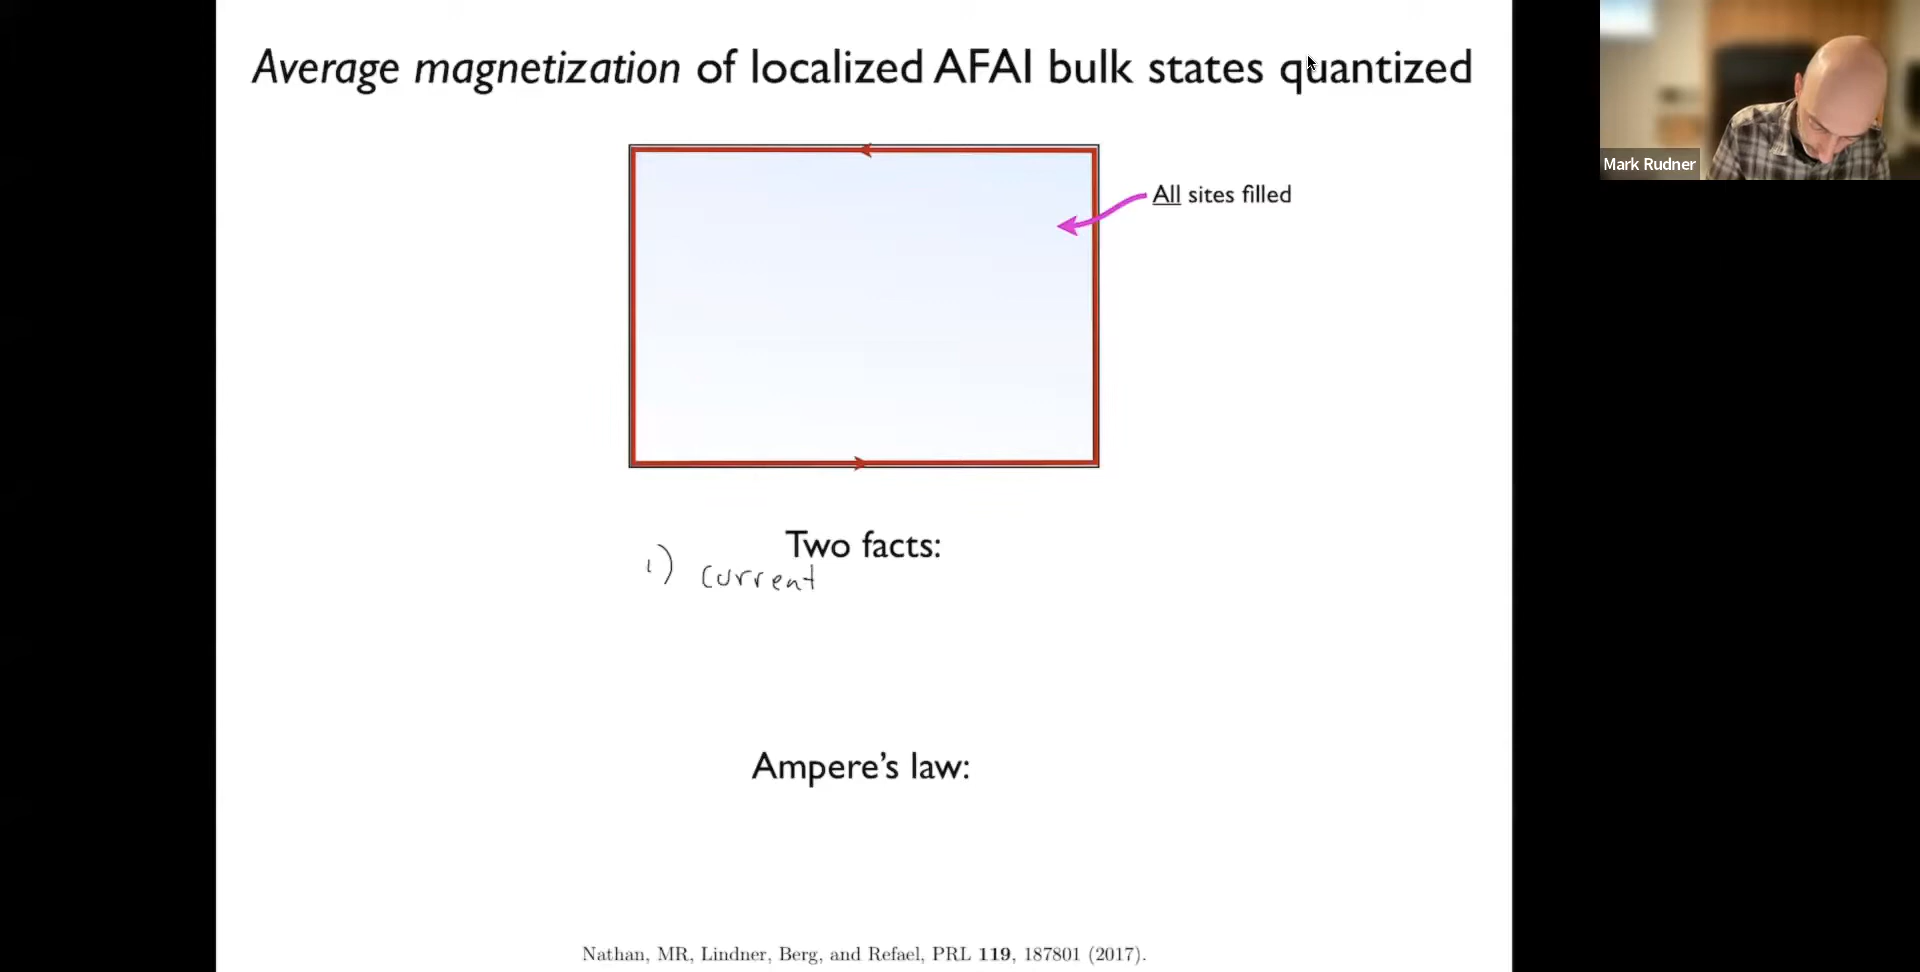 Average magnetization of localized AFAI bulk states quantized
Mark Rudner
All sites filled
Two facts:
1) current
Ampere's law:
Nathan, MR, Lindner, Berg, and Refael, PRL 119, 187801 (2017).